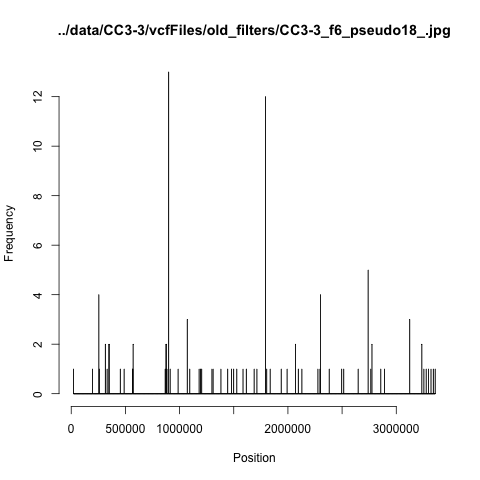 ../data/CC3-3/vcfFiles/old_filters/CC3-3_f6_pseudo18_.jpg
12
10
8
6
4
2
0
Frequency
0 500000 1000000 2000000 3000000
Position